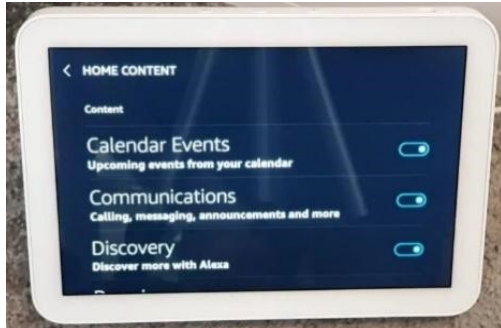 < HOME CONTENT
Content
Calendar Events
Upcoming events from your calendar
Communications
Calling, messaging, announcements and more
Discovery
Discover more with Alexa